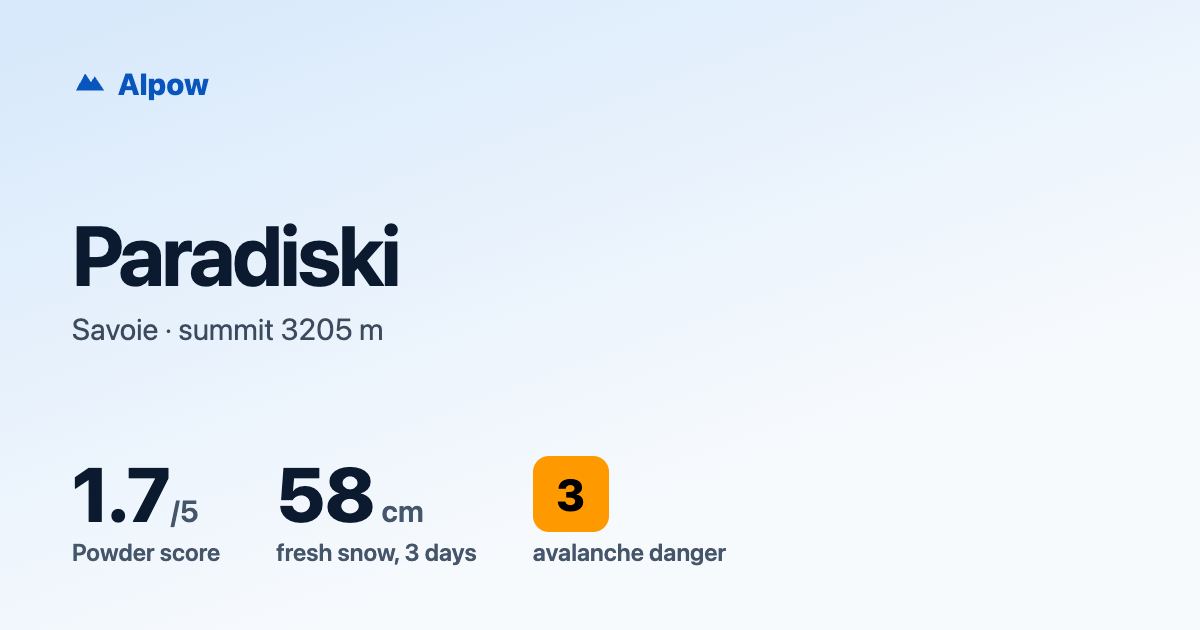 Alpow
Paradiski
Savoie · summit 3205 m
1.7/5
Powder score
58 cm
fresh snow, 3 days
3
avalanche danger